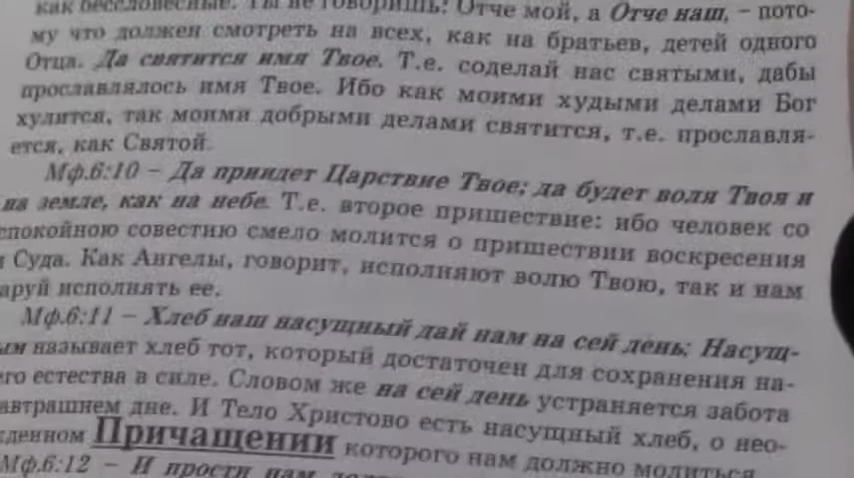 как бессловесные. Ты не говоришь: Отче мой, а Отче наш, – пото-
му что должен смотреть на всех, как на братьев, детей одного
Отца. Да святится имя Твое. Т.е. соделай нас святыми, дабы
прославлялось имя Твое. Ибо как моими худыми делами Бог
хулится, так моими добрыми делами святится, т.е. прославля-
ется, как Святой.
Мф.6:10 – Да приидет Царствие Твое; да будет воля Твоя и
на земле, как на небе. Т.е. второе пришествие: ибо человек со
спокойною совестию смело молится о пришествии воскресения
и Суда. Как Ангелы, говорит, исполняют волю Твою, так и нам
аруй исполнять ее.
Мф.6:11 – Хлеб наш насущный дай нам на сей день; Насущ-
ым называет хлеб тот, который достаточен для сохранения на-
его естества в силе. Словом же на сей день устраняется забота
автрашнем дне. И Тело Христово есть насущный хлеб, о нео-
жденном Причащении которого нам должно молиться.
Мф.6:12 – И прости нам